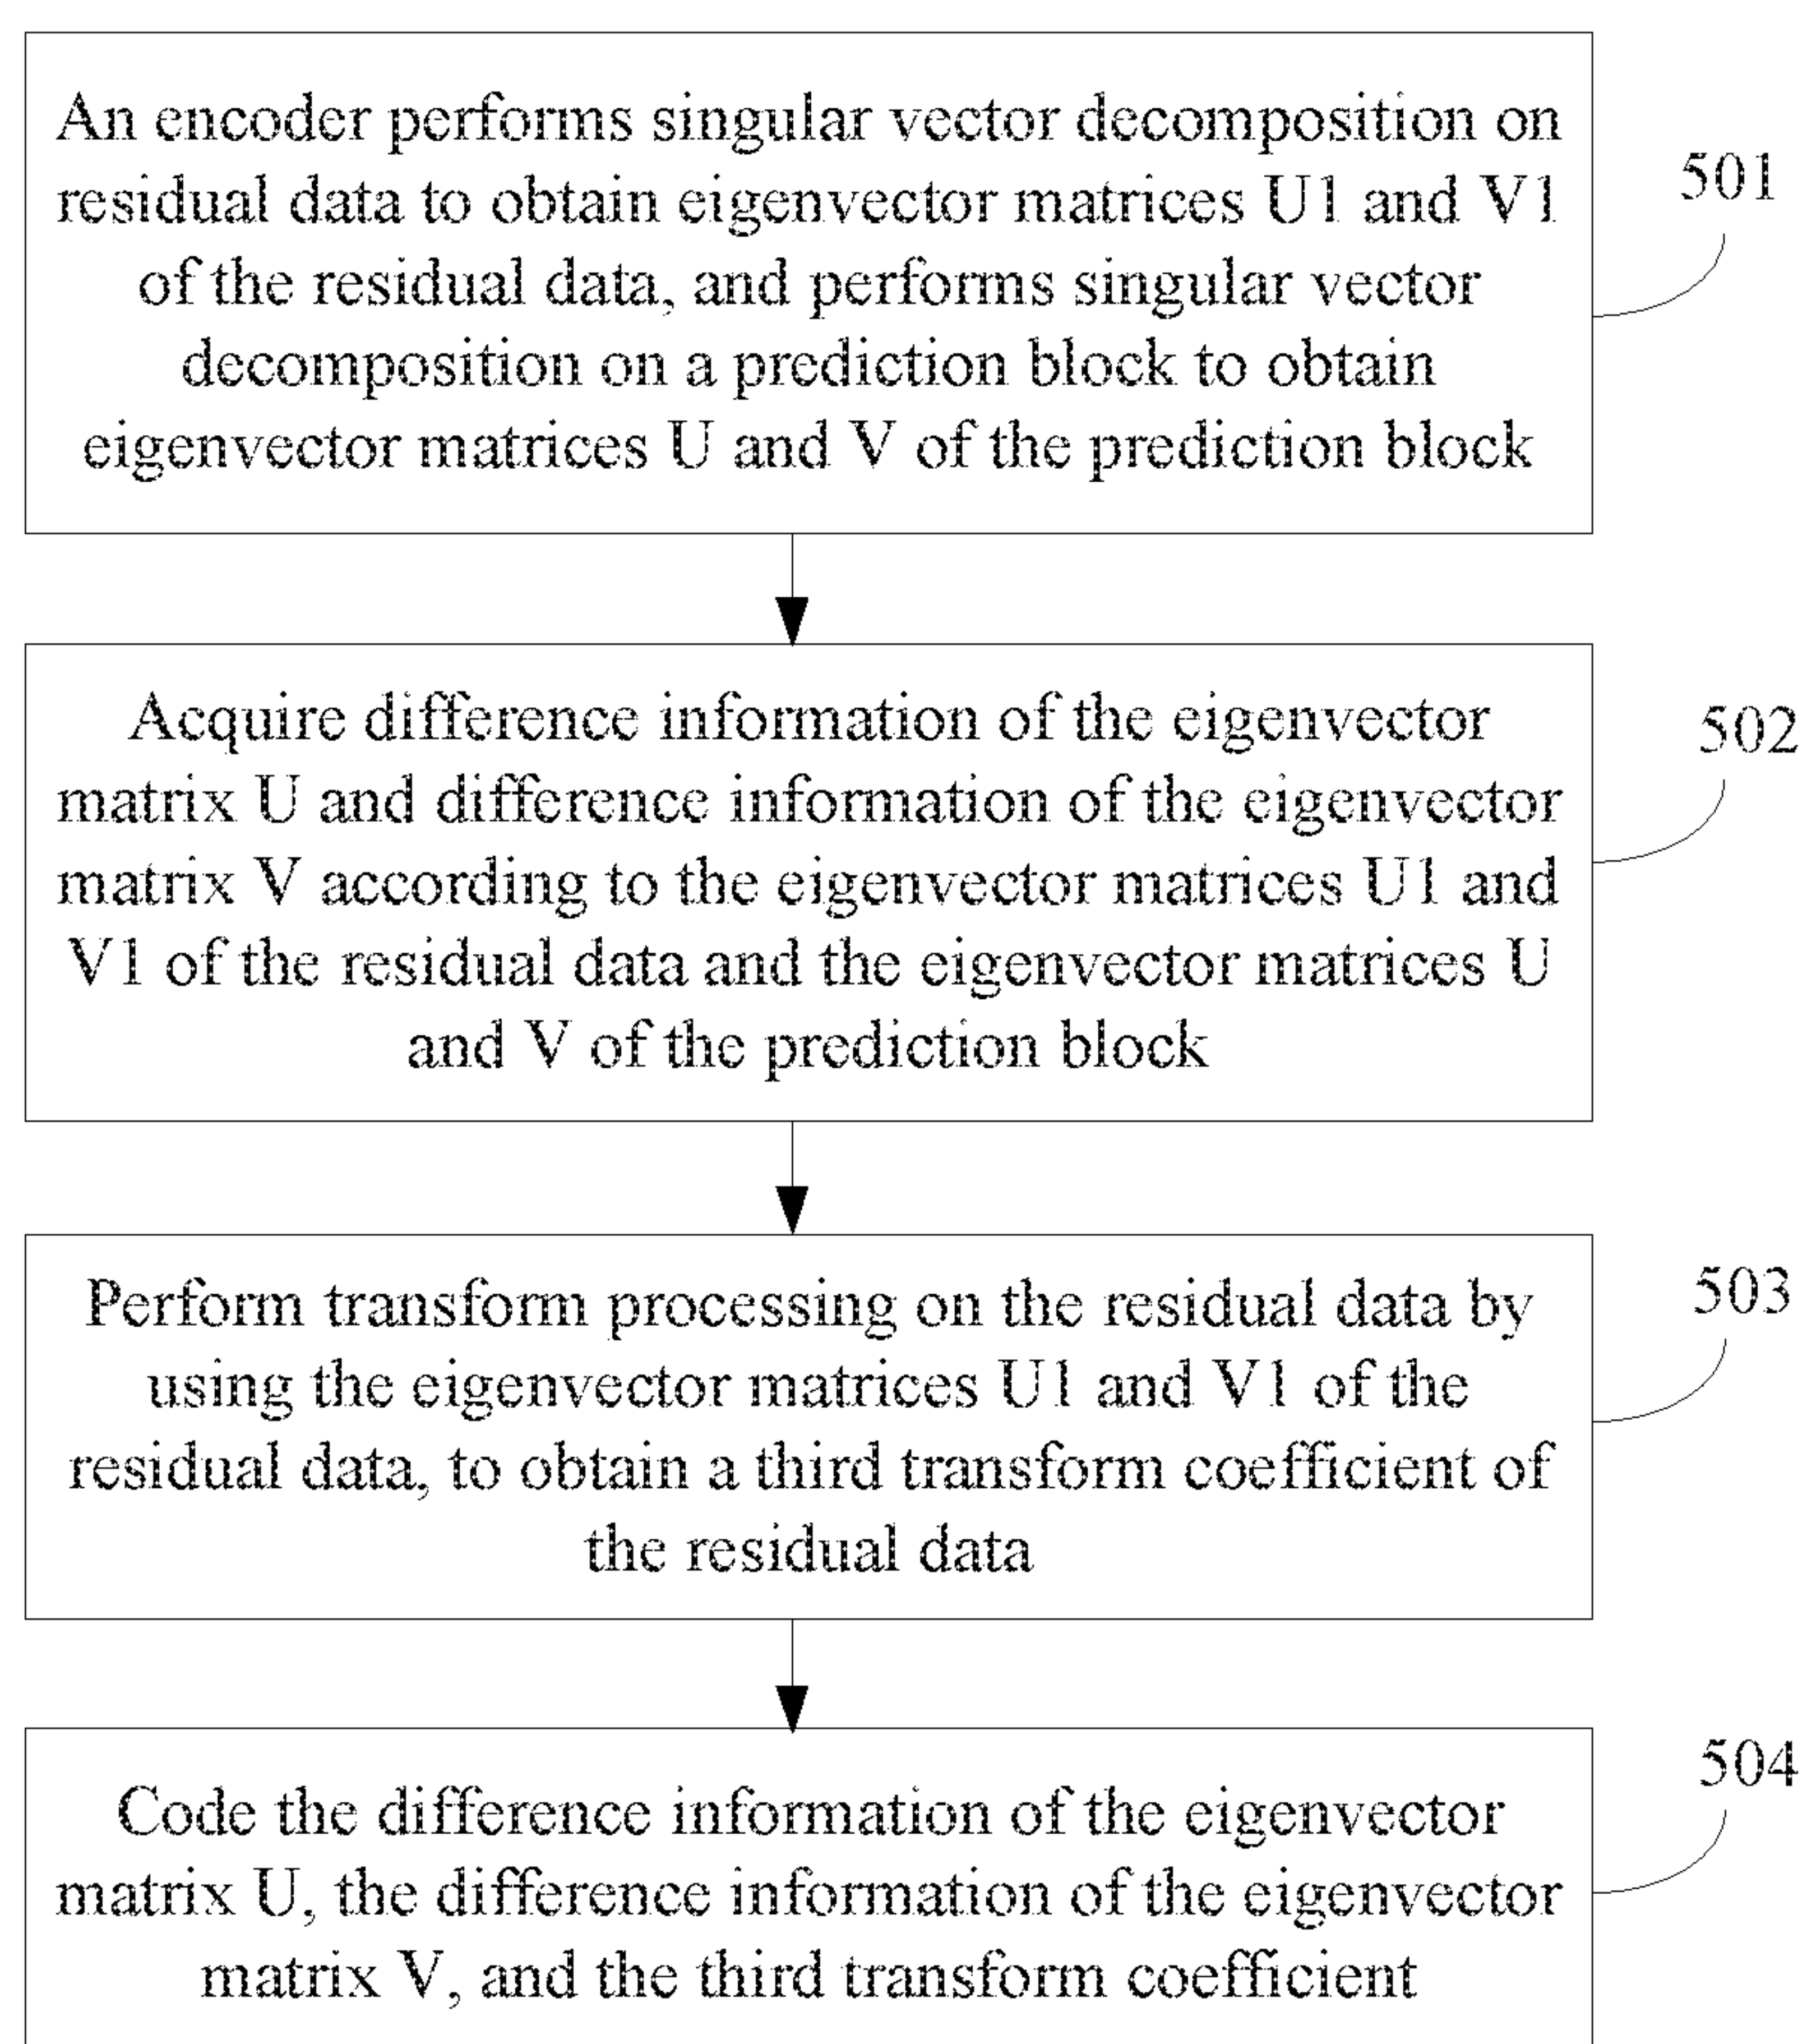 An encoder performs singular vector decomposition on
residual data to obtain eigenvector matrices U1 and V1
of the residual data, and performs singular vector
decomposition on a prediction block to obtain
eigenvector matrices U and V of the prediction block
501
Acquire difference information of the eigenvector
matrix U and difference information of the eigenvector
matrix V according to the eigenvector matrices U1 and
V1 of the residual data and the eigenvector matrices U
and V of the prediction block
502
Perform transform processing on the residual data by
using the eigenvector matrices U1 and V1 of the
residual data, to obtain a third transform coefficient of
the residual data
503
Code the difference information of the eigenvector
matrix U, the difference information of the eigenvector
matrix V, and the third transform coefficient
504